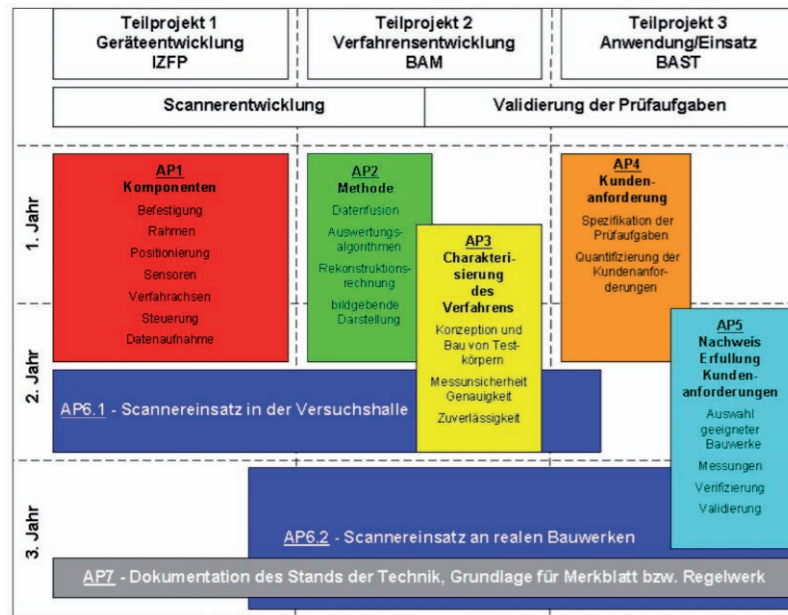 Teilprojekt 1
Geräteentwicklung
IZFP
Teilprojekt 2
Verfahrensentwicklung
BAM
Teilprojekt 3
Anwendung/Einsatz
BAST
Scannerentwicklung
Validierung der Prüfaufgaben
1. Jahr
2. Jahr
3. Jahr
AP1
Komponenten
Befestigung
Rahmen
Positionierung
Sensoren
Verfahrachsen
Steuerung
Datenaufnahme
AP2
Methode
Datenfusion
Auswertungs-
algorithmen
Rekonstruktions-
rechnung
bildgebende
Darstellung
AP3
Charakteri-
sierung
des
Verfahrens
Konzeption und
Bau von Test-
körpern
Messunsicherheit
Genauigkeit
Zuverlässigkeit
AP4
Kunden-
anforderung
Spezifikation der
Prüfaufgaben
Quantifizierung der
Kundenanfor-
derungen
AP5
Nachweis
Erfullung
Kunden-
anforderungen
Auswahl
geeigneter
Bauwerke
Messungen
Verifizierung
Validierung
AP6.1 - Scannereinsatz in der Versuchshalle
AP6.2 - Scannereinsatz an realen Bauwerken
AP7 - Dokumentation des Stands der Technik, Grundlage für Merkblatt bzw. Regelwerk